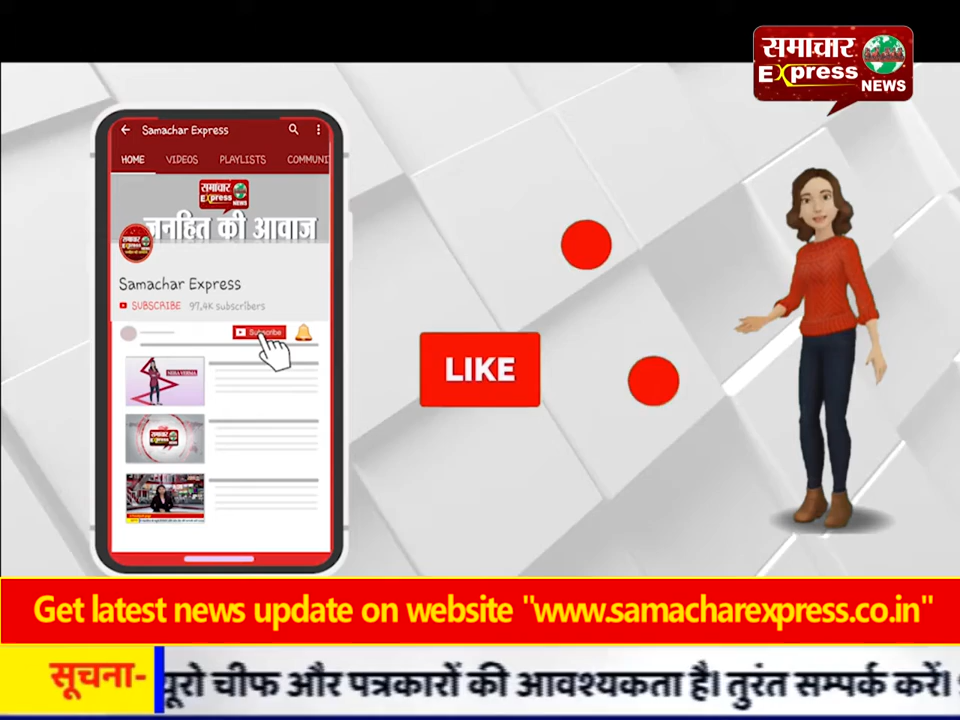 समाचार
Express
NEWS
Samachar Express
HOME VIDEOS PLAYLISTS COMMUNI
समाचार
Express
NEWS
जनहित की आवाज
Samachar Express
SUBSCRIBE 97.4K subscribers
Subscribe
LIKE
Get latest news update on website "www.samacharexpress.co.in"
सूचना- यूरो चीफ और पत्रकारों की आवश्यकता है। तुरंत सम्पर्क करें।